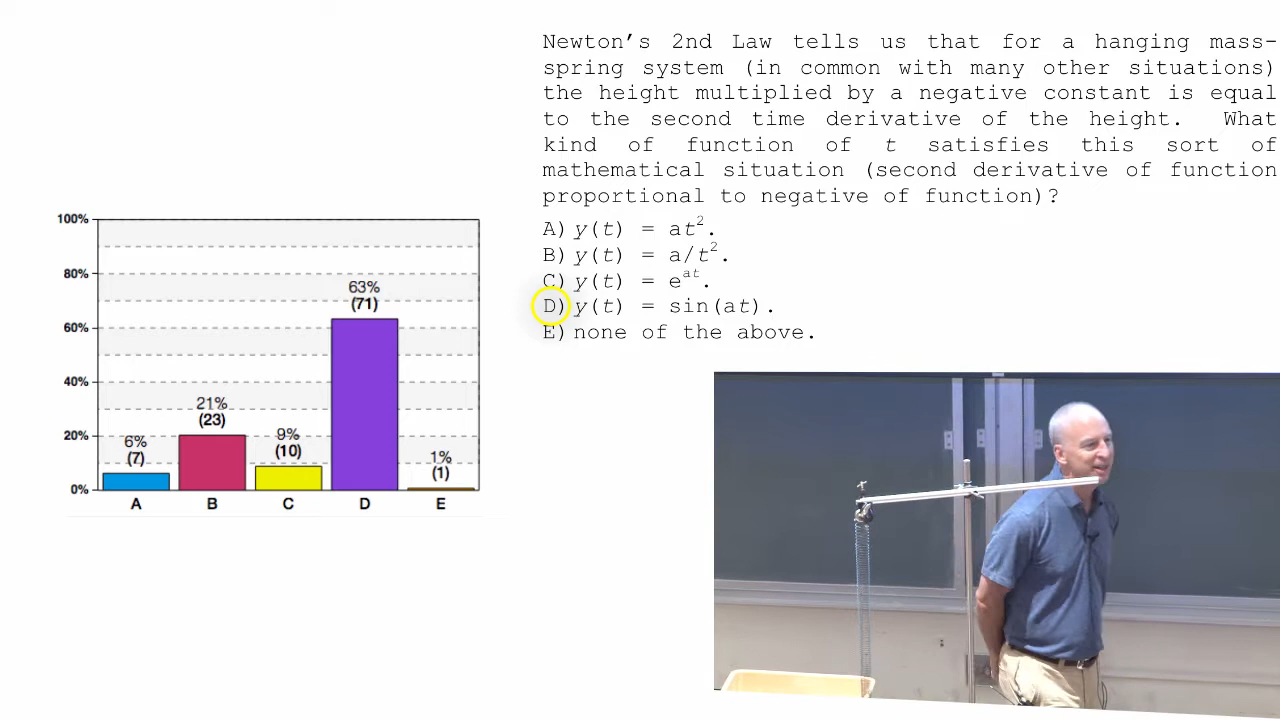 Newton's 2nd Law tells us that for a hanging mass-
spring system (in common with many other situations)
the height multiplied by a negative constant is equal
to the second time derivative of the height. What
kind of function of t satisfies this sort of
mathematical situation (second derivative of function
proportional to negative of function)?
A) y(t) = at².
B) y(t) = a/t².
C) y(t) = eᵃᵗ.
D) y(t) = sin(at).
E) none of the above.
100%
80%
60%
40%
20%
0%
6%
(7)
21%
(23)
9%
(10)
63%
(71)
1%
(1)
A B C D E